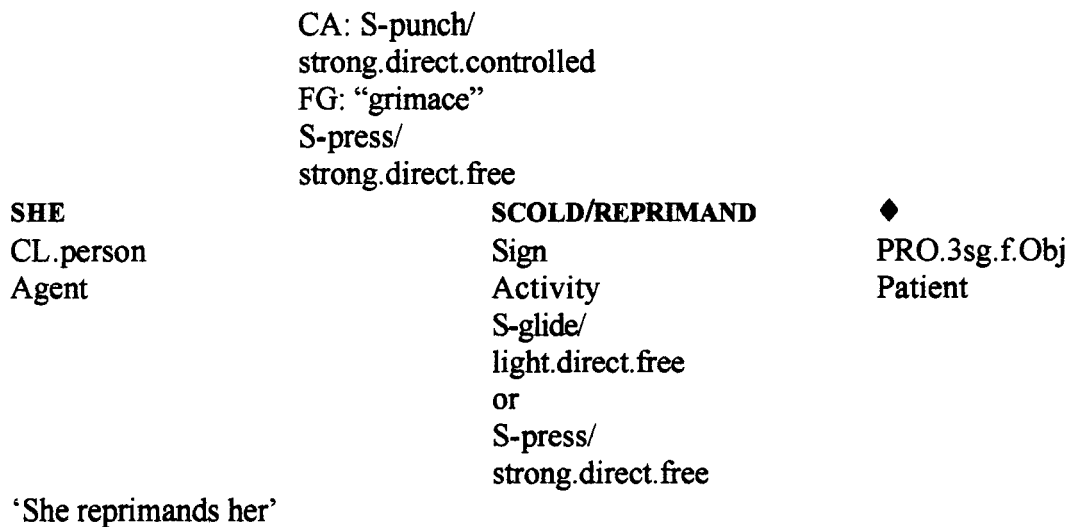 CA: S-punch/
strong.direct.controlled
FG: “grimace”
S-press/
strong.direct.free
SHE SCOLD/REPRIMAND ♦
CL.person Sign PRO.3sg.f.Obj
Agent Activity Patient
S-glide/
light.direct.free
or
S-press/
strong.direct.free
‘She reprimands her’